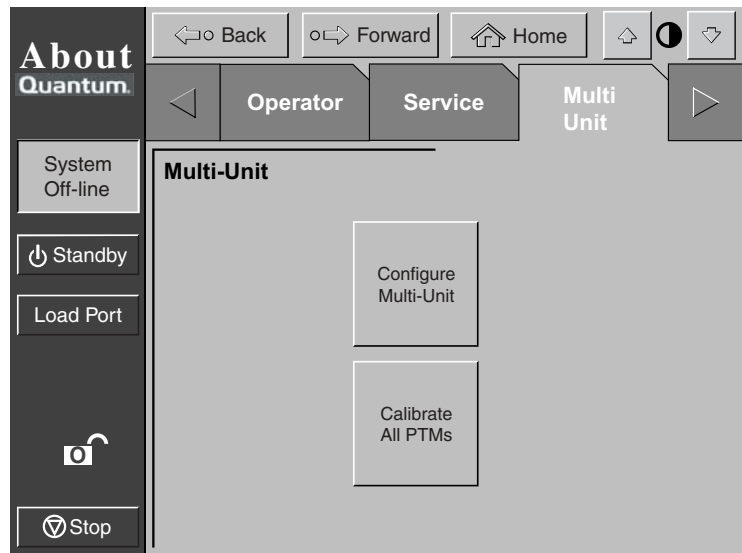 About
Quantum.
Back
Forward
Home
Operator
Service
Multi
Unit
System
Off-line
Standby
Load Port
O
Stop
Multi-Unit
Configure
Multi-Unit
Calibrate
All PTMs